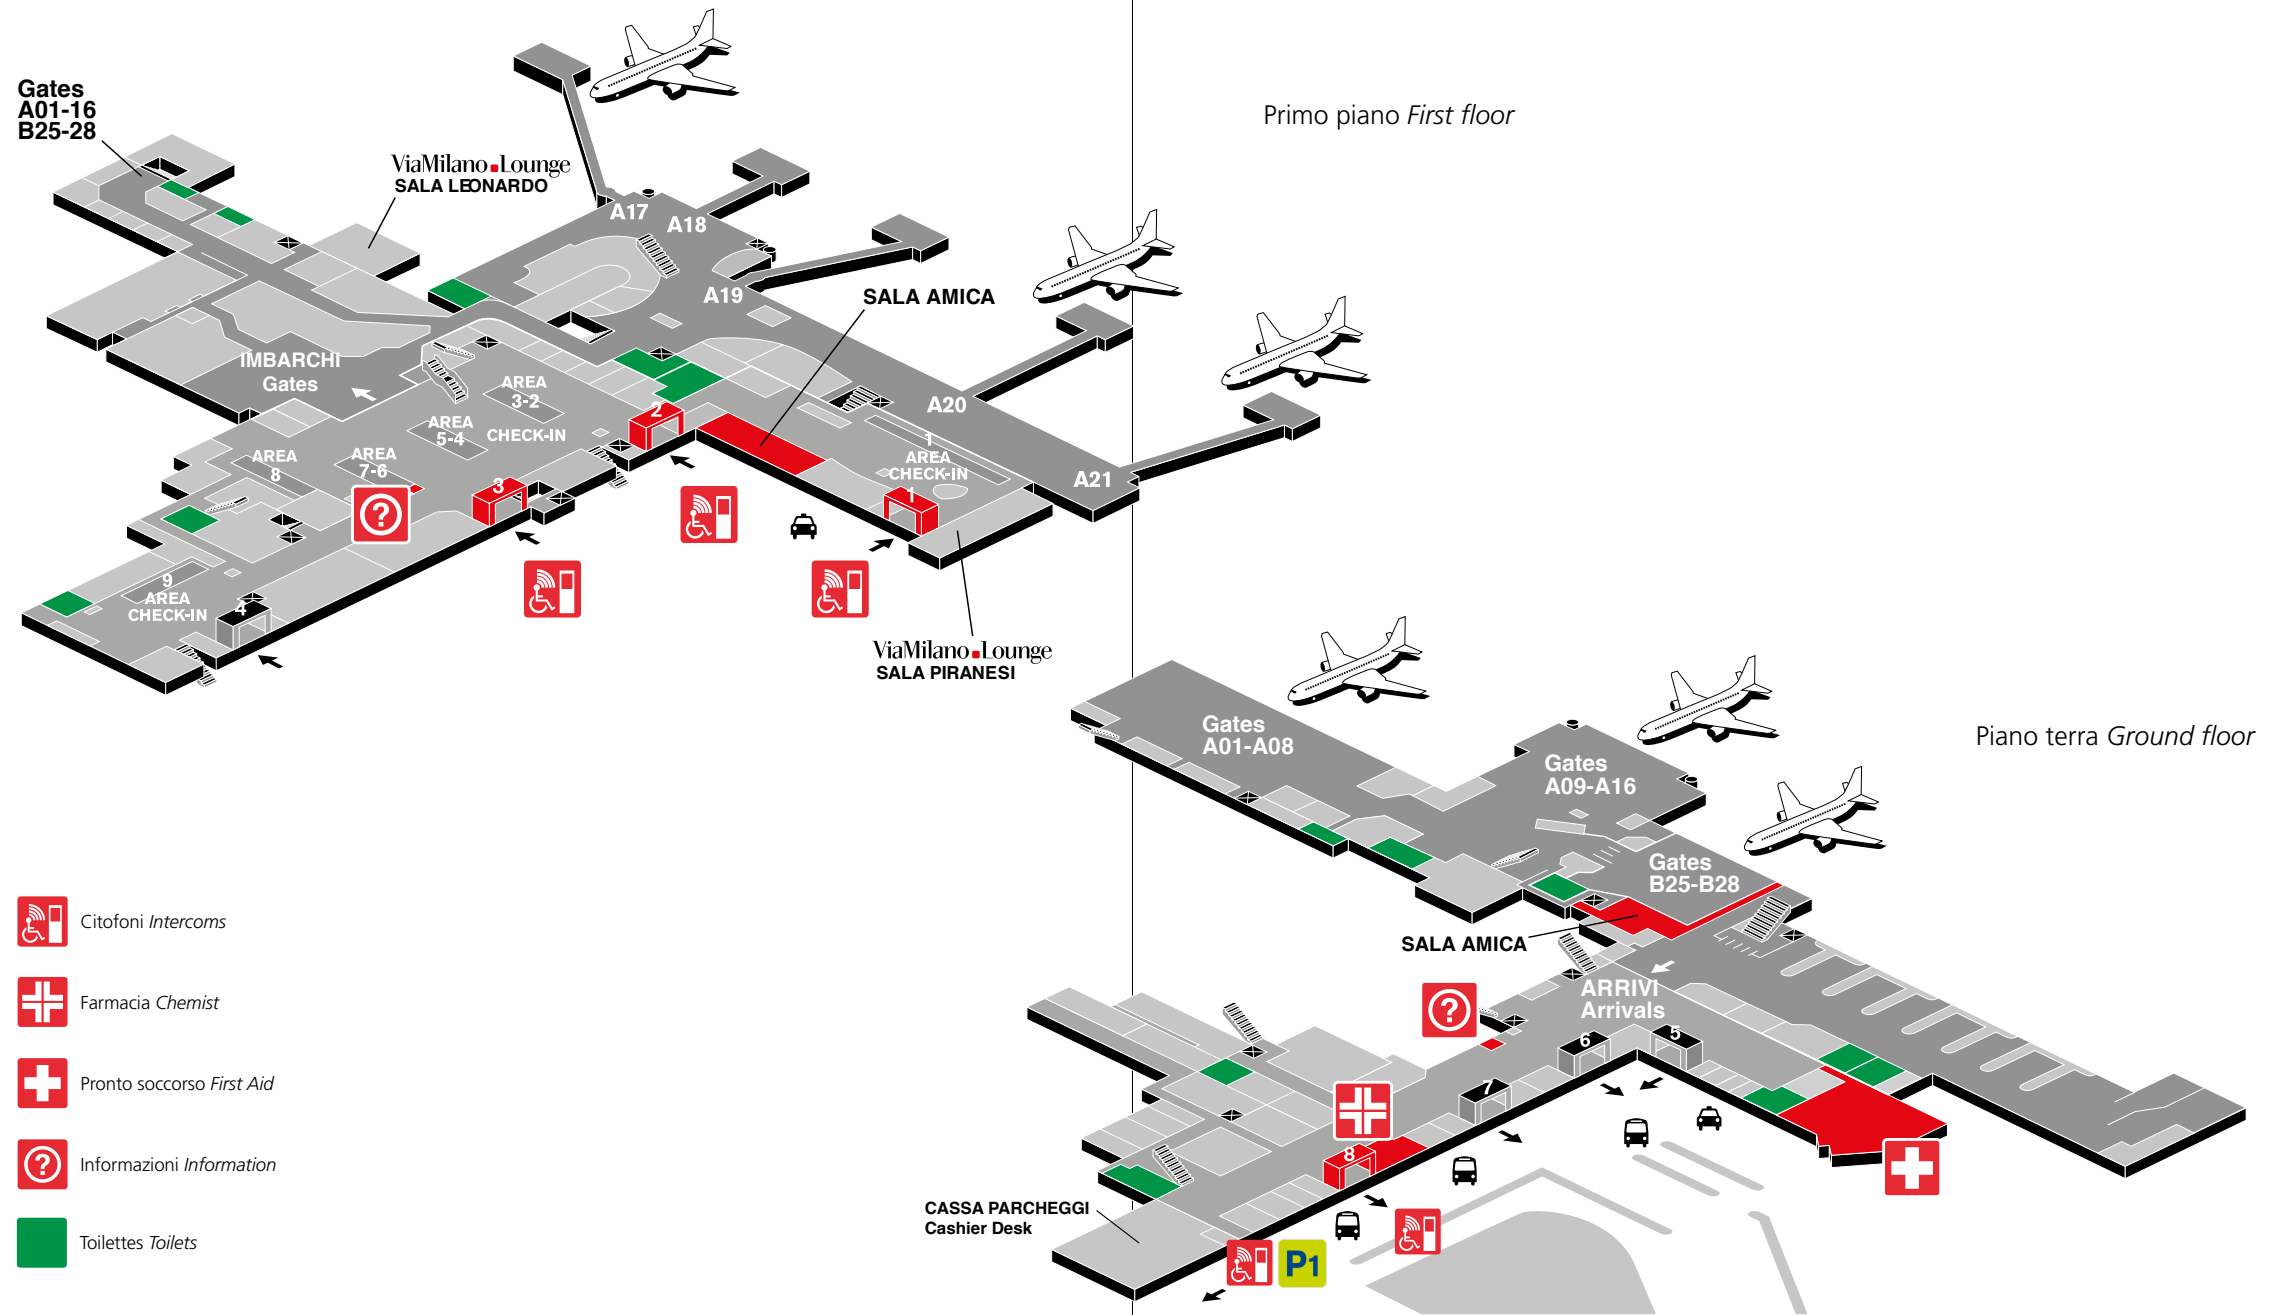 Primo piano First floor
Gates
A01-16
B25-28
ViaMilano Lounge
SALA LEONARDO
A17
A18
A19
SALA AMICA
IMBARCHI
Gates
AREA
3-2
AREA
5-4
CHECK-IN
AREA
7-6
AREA
8
2
3
1
AREA
CHECK-IN
1
A20
A21
9
AREA
CHECK-IN
4
ViaMilano Lounge
SALA PIRANESI
Piano terra Ground floor
Gates
A01-A08
Gates
A09-A16
Gates
B25-B28
SALA AMICA
ARRIVI
Arrivals
5
6
7
8
CASSA PARCHEGGI
Cashier Desk
P1
Citofoni Intercoms
Farmacia Chemist
Pronto soccorso First Aid
Informazioni Information
Toilettes Toilets